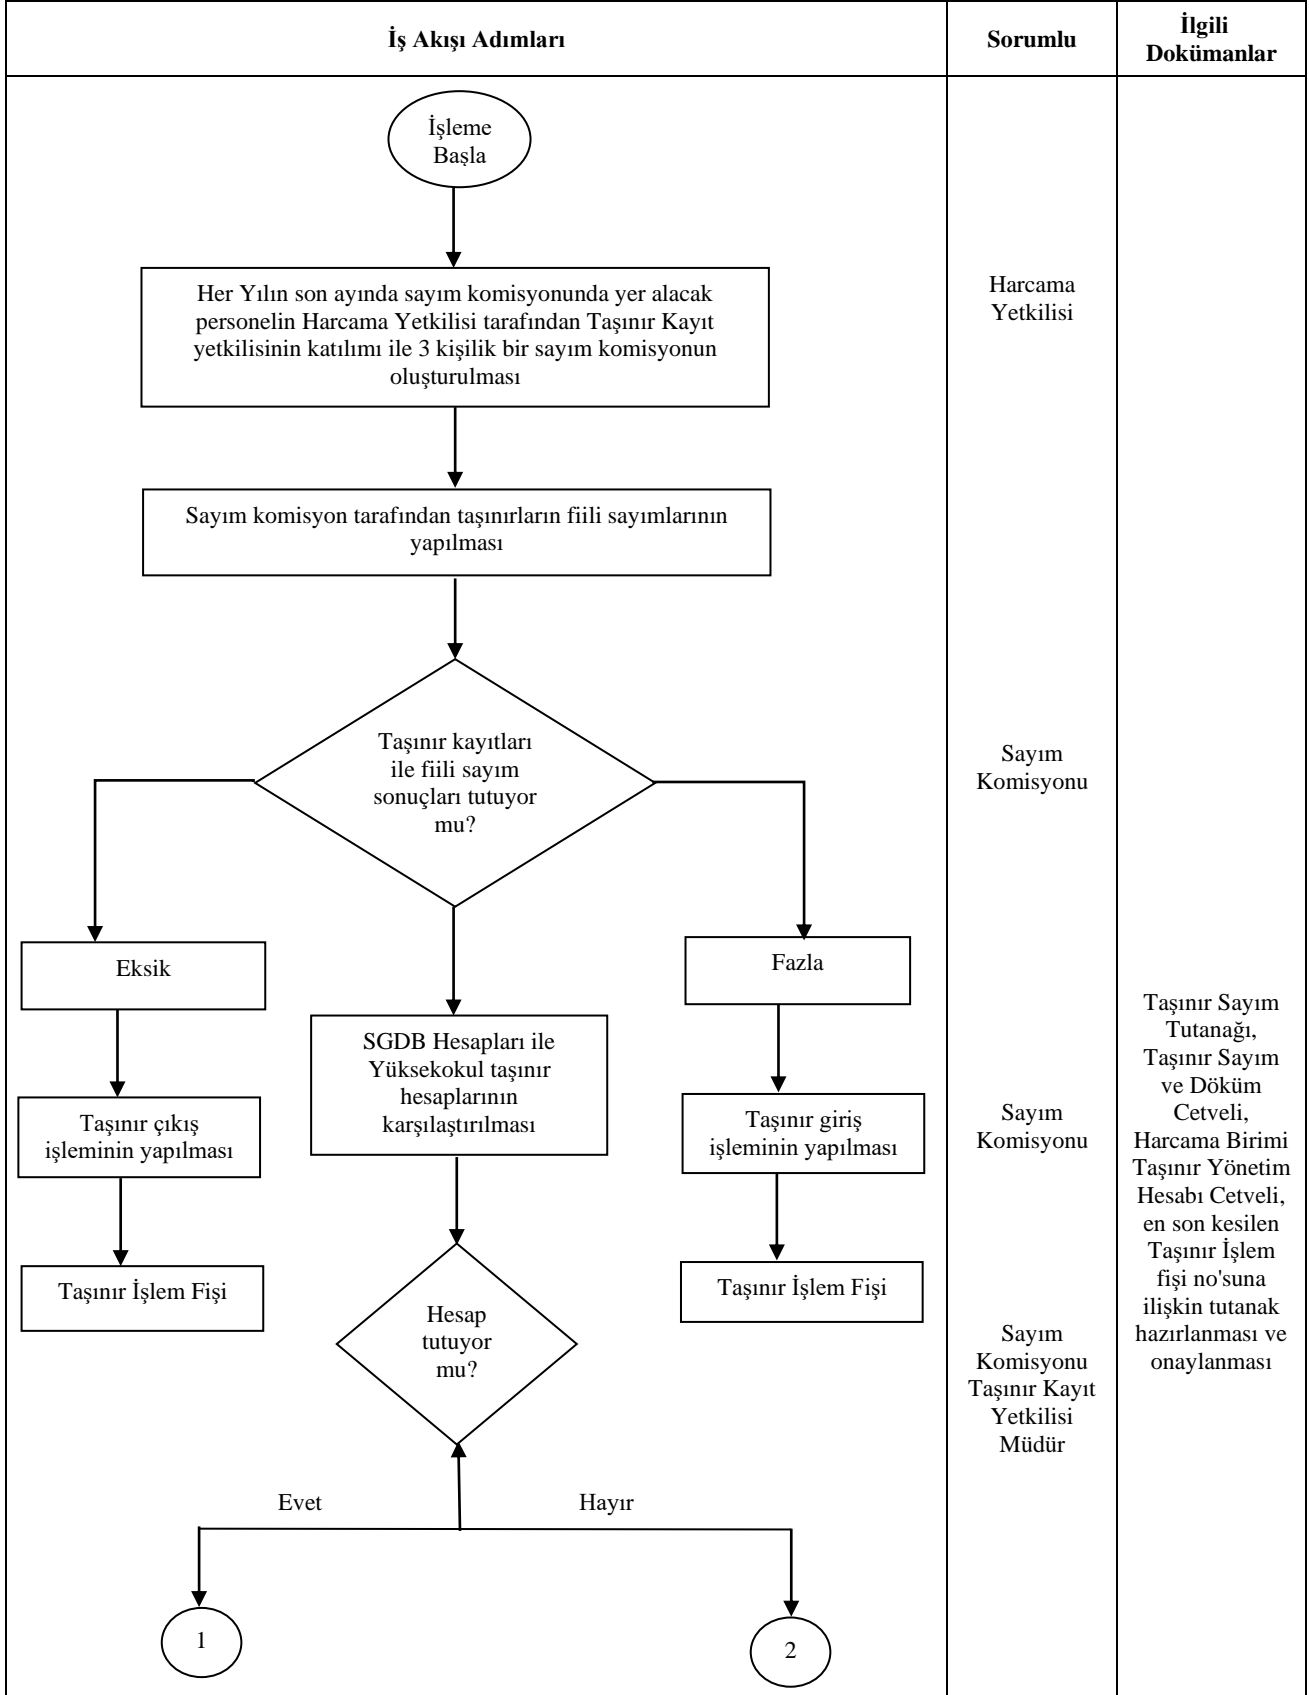 İş Akışı Adımları
Sorumlu
İlgili
Dokümanlar
İşleme
Başla
Her Yılın son ayında sayım komisyonunda yer alacak
personelin Harcama Yetkilisi tarafından Taşınır Kayıt
yetkilisinin katılımı ile 3 kişilik bir sayım komisyonun
oluşturulması
Harcama
Yetkilisi
Sayım komisyon tarafından taşınırların fiili sayımlarının
yapılması
Taşınır kayıtları
ile fiili sayım
sonuçları tutuyor
mu?
Sayım
Komisyonu
Eksik
Fazla
SGDB Hesapları ile
Yüksekokul taşınır
hesaplarının
karşılaştırılması
Taşınır çıkış
işleminin yapılması
Taşınır giriş
işleminin yapılması
Sayım
Komisyonu
Taşınır İşlem Fişi
Taşınır İşlem Fişi
Hesap
tutuyor
mu?
Sayım
Komisyonu
Taşınır Kayıt
Yetkilisi
Müdür
Taşınır Sayım
Tutanağı,
Taşınır Sayım
ve Döküm
Cetveli,
Harcama Birimi
Taşınır Yönetim
Hesabı Cetveli,
en son kesilen
Taşınır İşlem
fişi no'suna
ilişkin tutanak
hazırlanması ve
onaylanması
Evet
Hayır
1
2